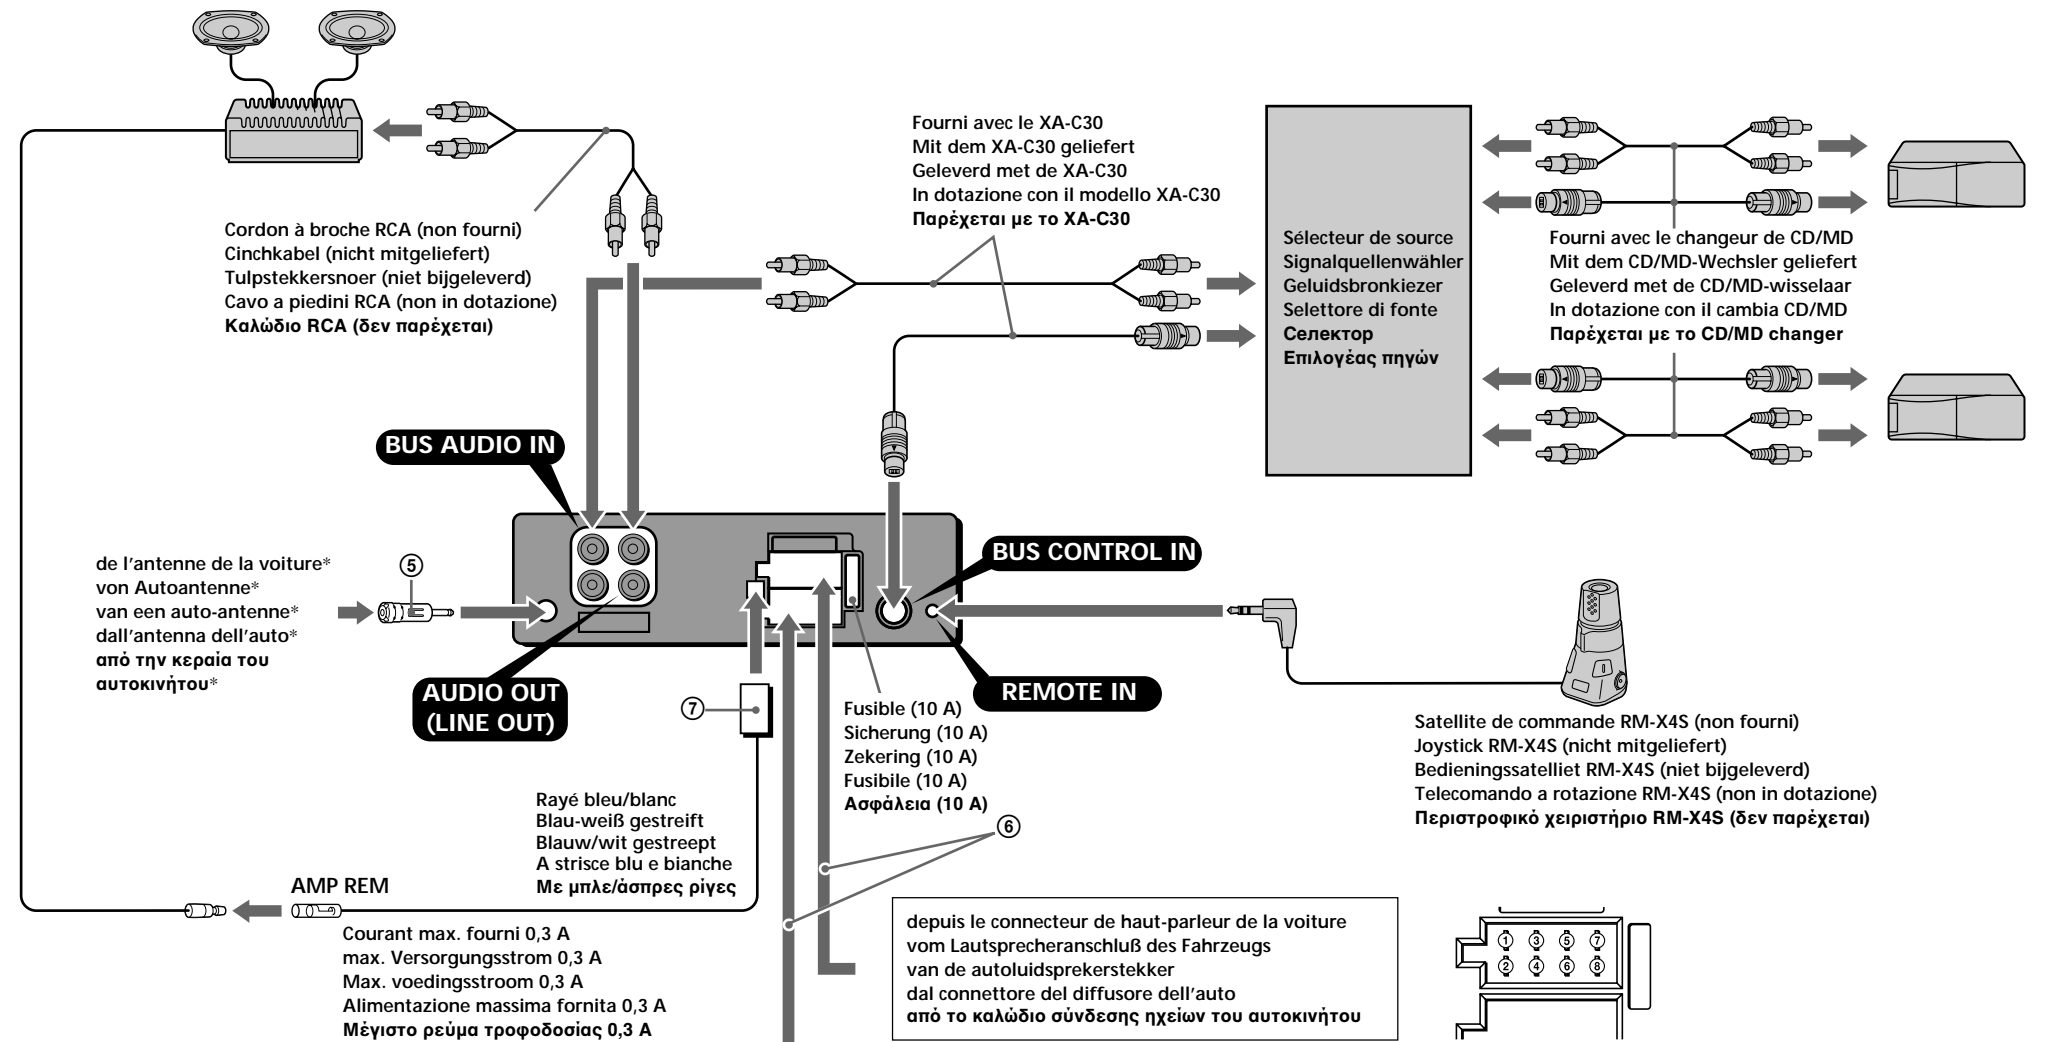 Fourni avec le XA-C30
Mit dem XA-C30 geliefert
Geleverd met de XA-C30
In dotazione con il modello XA-C30
Παρέχεται με το XA-C30
Cordon à broche RCA (non fourni)
Cinchkabel (nicht mitgeliefert)
Tulpstekkersnoer (niet bijgeleverd)
Cavo a piedini RCA (non in dotazione)
Καλώδιο RCA (δεν παρέχεται)
Sélecteur de source
Signalquellenwähler
Geluidsbronkiezer
Selettore di fonte
Селектор
Επιλογέας πηγών
Fourni avec le changeur de CD/MD
Mit dem CD/MD-Wechsler geliefert
Geleverd met de CD/MD-wisselaar
In dotazione con il cambia CD/MD
Παρέχεται με το CD/MD changer
BUS AUDIO IN
BUS CONTROL IN
de l'antenne de la voiture*
von Autoantenne*
van een auto-antenne*
dall'antenna dell'auto*
από την κεραία του
αυτοκινήτου*
⑤
AUDIO OUT
(LINE OUT)
⑦
REMOTE IN
Fusible (10 A)
Sicherung (10 A)
Zekering (10 A)
Fusibile (10 A)
Ασφάλεια (10 A)
Satellite de commande RM-X4S (non fourni)
Joystick RM-X4S (nicht mitgeliefert)
Bedieningssatelliet RM-X4S (niet bijgeleverd)
Telecomando a rotazione RM-X4S (non in dotazione)
Περιστροφικό χειριστήριο RM-X4S (δεν παρέχεται)
Rayé bleu/blanc
Blau-weiß gestreift
Blauw/wit gestreept
A strisce blu e bianche
Με μπλε/άσπρες ρίγες
⑥
AMP REM
Courant max. fourni 0,3 A
max. Versorgungsstrom 0,3 A
Max. voedingsstroom 0,3 A
Alimentazione massima fornita 0,3 A
Μέγιστο ρεύμα τροφοδοσίας 0,3 A
depuis le connecteur de haut-parleur de la voiture
vom Lautsprecheranschluß des Fahrzeugs
van de autoluidsprekerstekker
dal connettore del diffusore dell'auto
από το καλώδιο σύνδεσης ηχείων του αυτοκινήτου
1 3 5 7
2 4 6 8